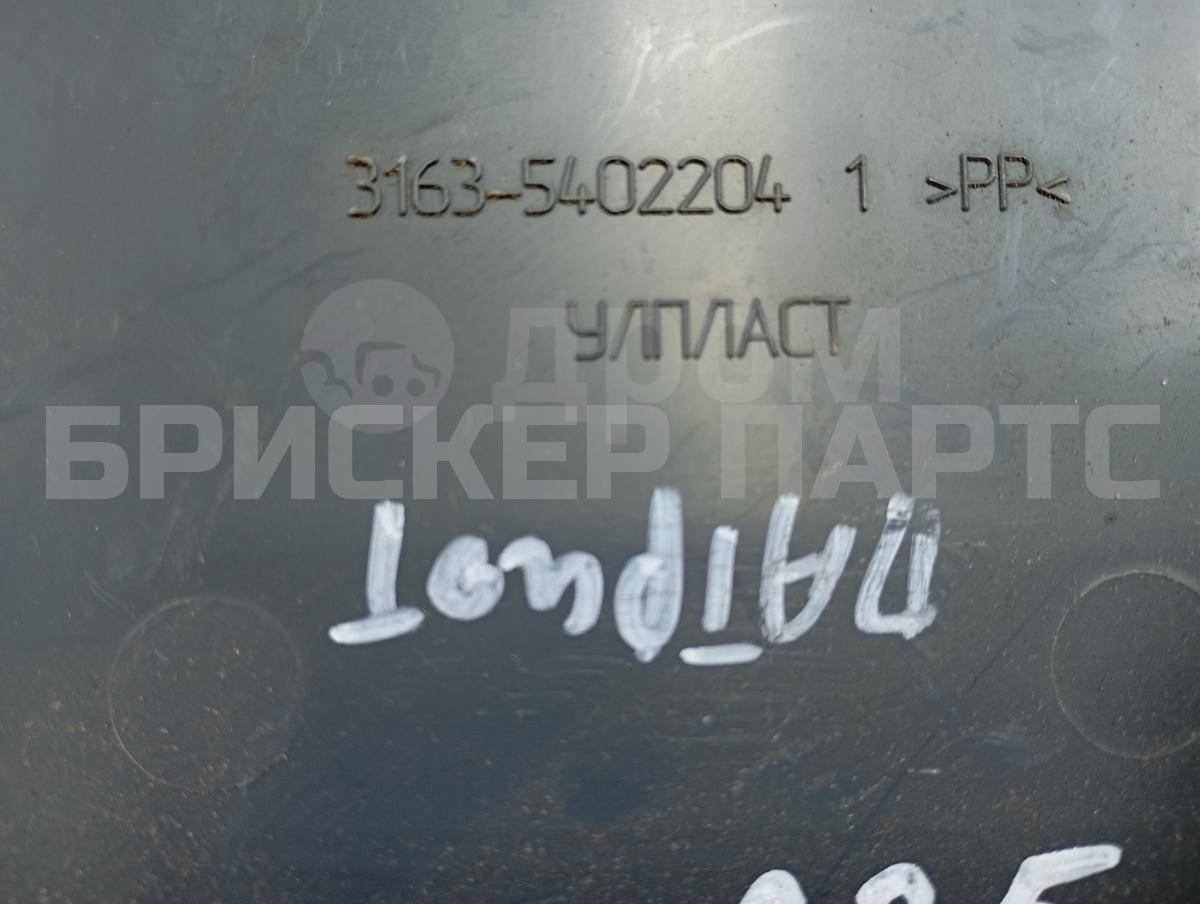 3163-5402204 1 >PP<
УЛПЛАСТ
ДРОМ
БРИСКЕР ПАРТС
ПАТРИОТ